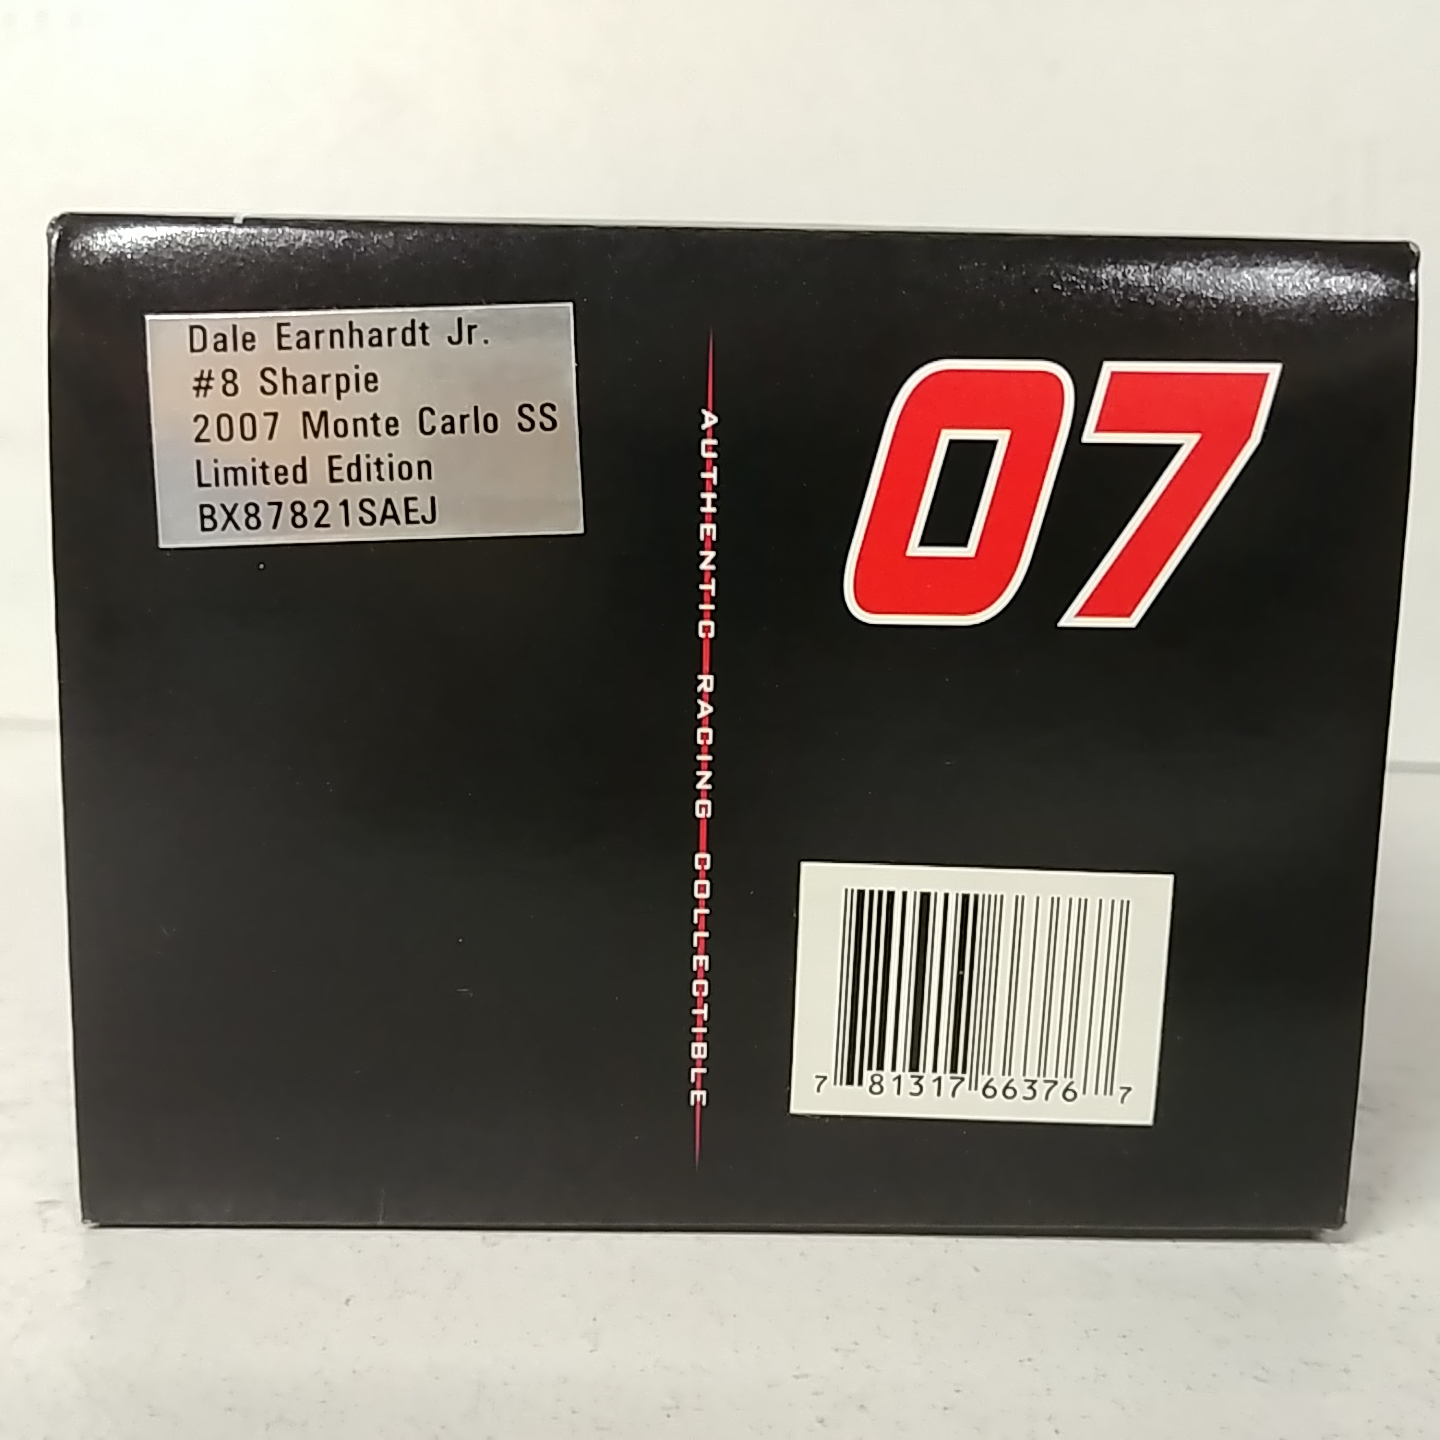 Dale Earnhardt Jr.
#8 Sharpie
2007 Monte Carlo SS
Limited Edition
BX87821SAEJ
AUTHENTIC RACING COLLECTIBLE
07
7 81317 66376 7